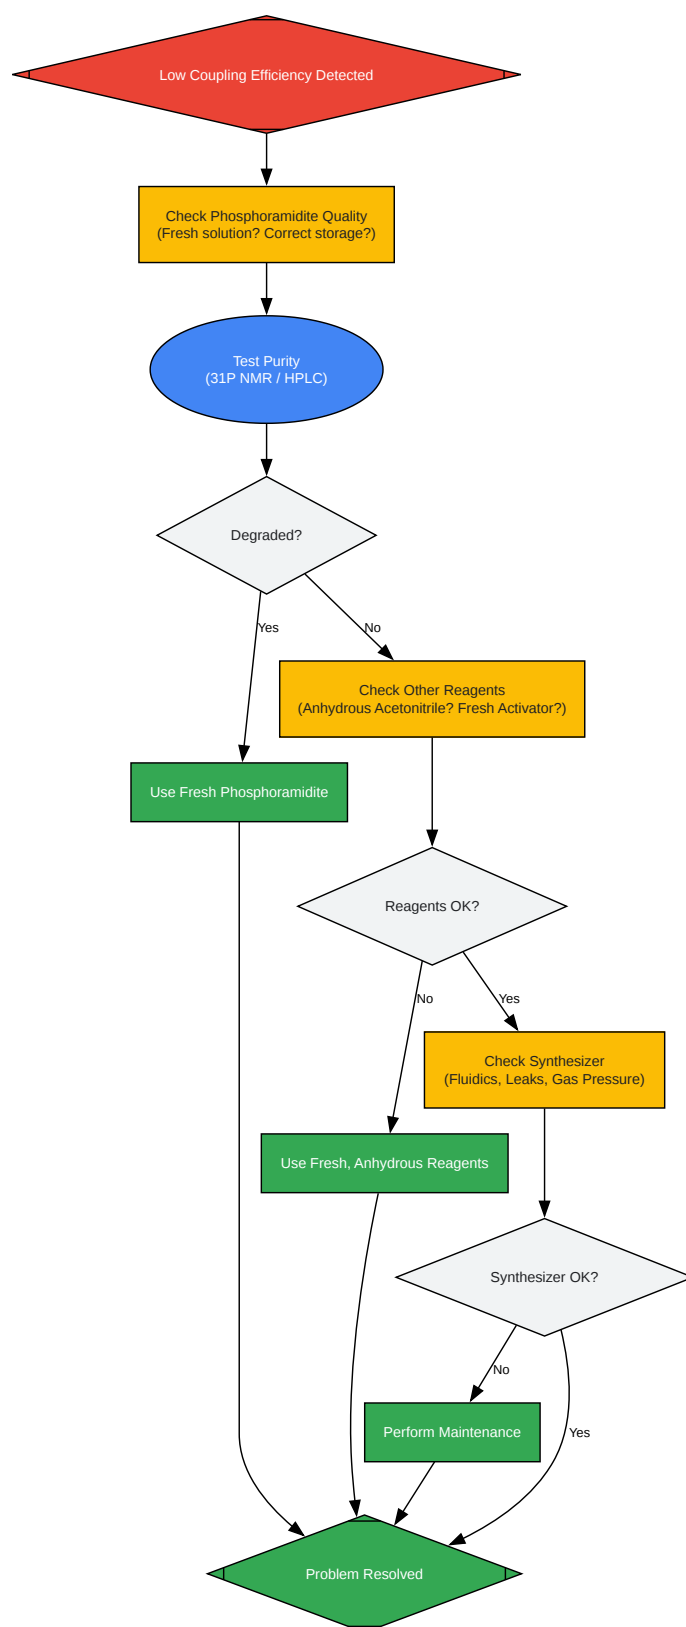 Low Coupling Efficiency Detected
Check Phosphoramidite Quality
(Fresh solution? Correct storage?)
Test Purity
(31P NMR / HPLC)
Degraded?
Yes
No
Check Other Reagents
(Anhydrous Acetonitrile? Fresh Activator?)
Use Fresh Phosphoramidite
Reagents OK?
No
Yes
Check Synthesizer
(Fluidics, Leaks, Gas Pressure)
Use Fresh, Anhydrous Reagents
Synthesizer OK?
No
Yes
Perform Maintenance
Problem Resolved